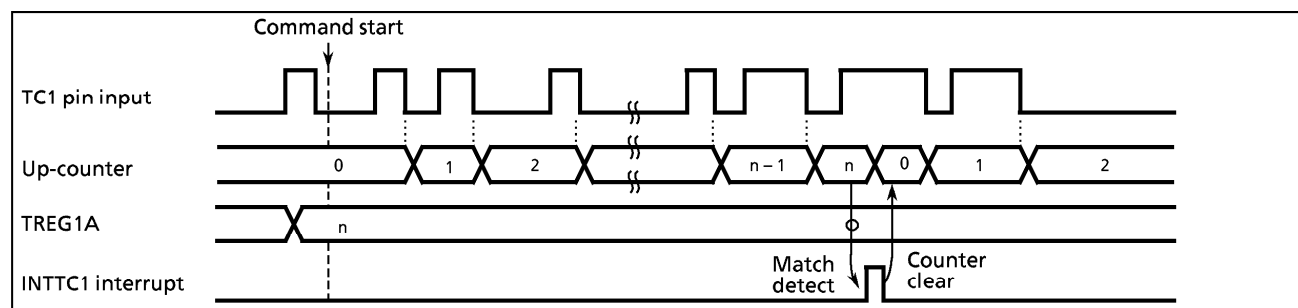 Command start
TC1 pin input
Up-counter 0 1 2 n – 1 n 0 1 2
TREG1A n
INTTC1 interrupt Match detect Counter clear